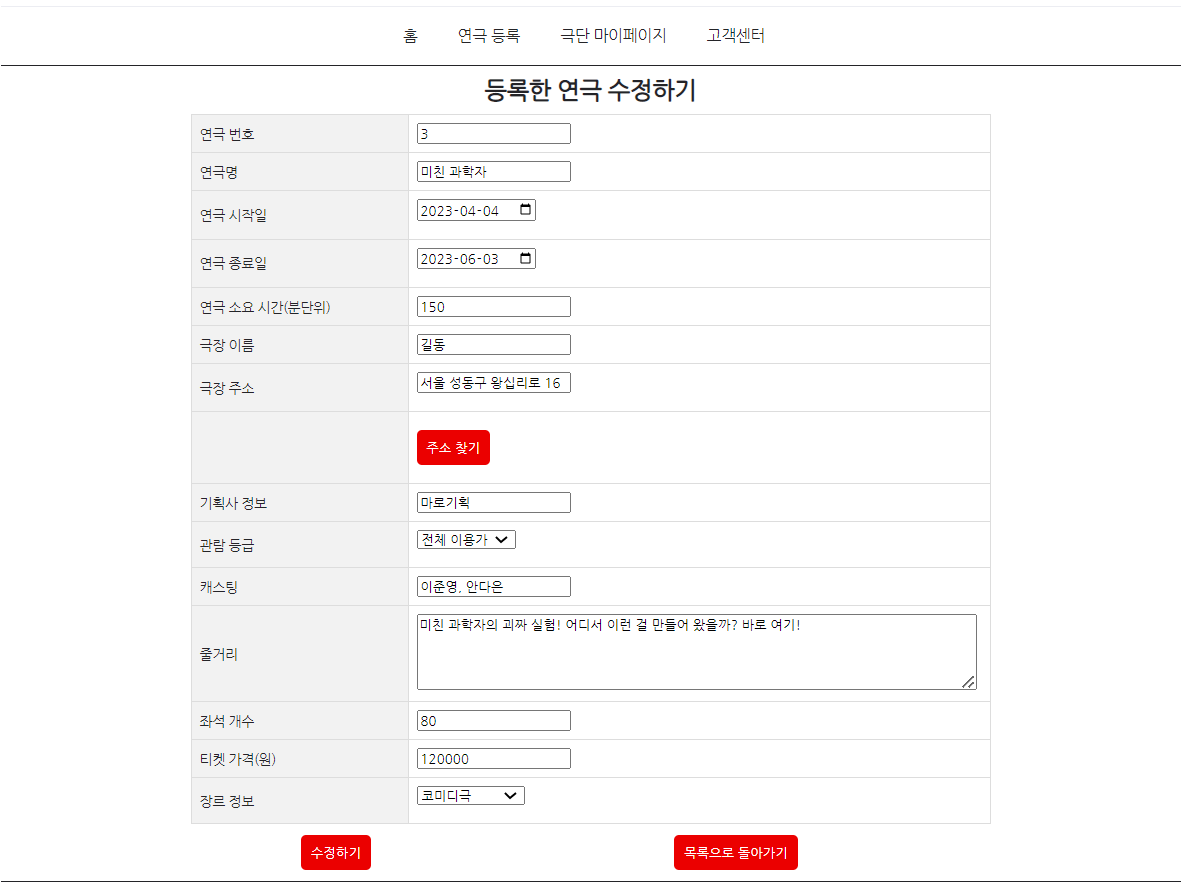 홈 연극 등록 극단 마이페이지 고객센터
등록한 연극 수정하기
연극 번호 3
연극명 미친 과학자
연극 시작일 2023-04-04
연극 종료일 2023-06-03
연극 소요 시간(분단위) 150
극장 이름 길동
극장 주소 서울 성동구 왕십리로 16
주소 찾기
기획사 정보 마로기획
관람 등급 전체 이용가
캐스팅 이준영, 안다은
줄거리 미친 과학자의 괴짜 실험! 어디서 이런 걸 만들어 왔을까? 바로 여기!
좌석 개수 80
티켓 가격(원) 120000
장르 정보 코미디극
수정하기 목록으로 돌아가기